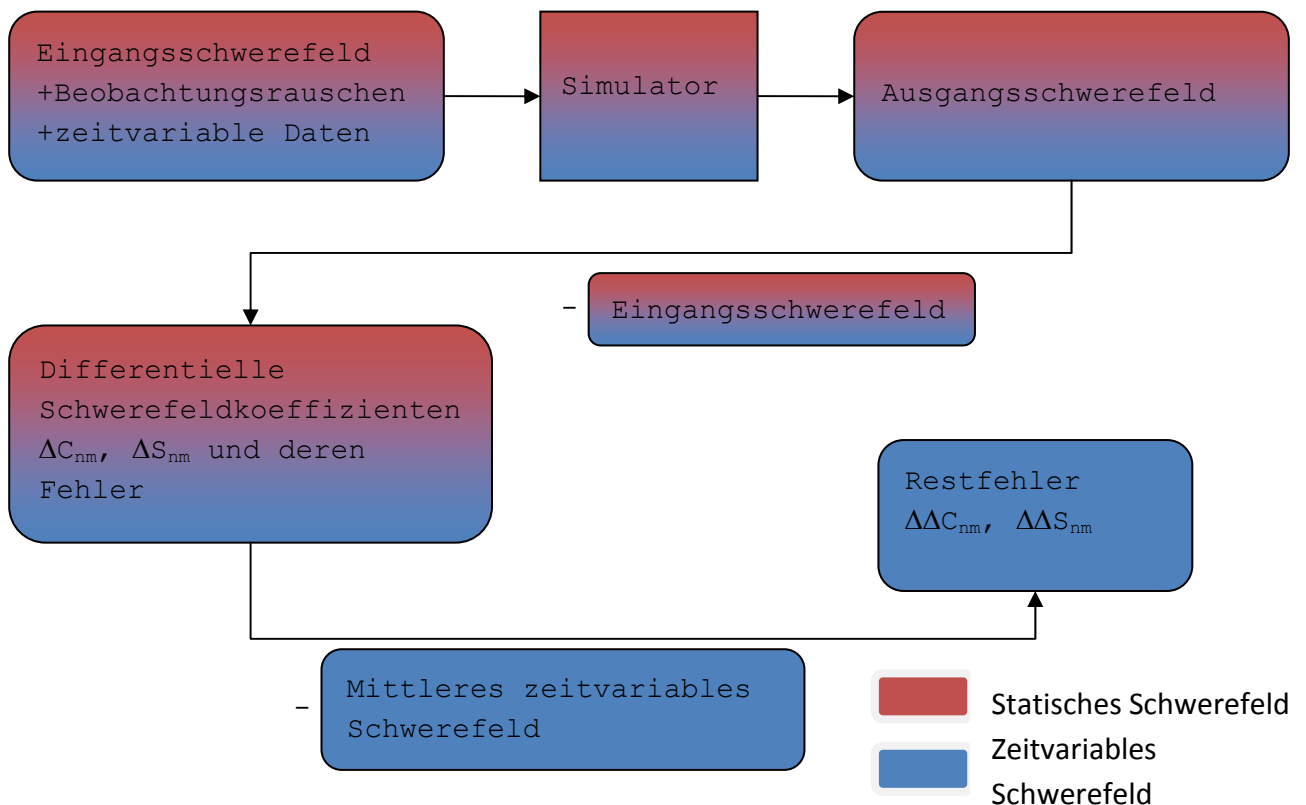 Eingangsschwerefeld
+Beobachtungsrauschen
+zeitvariable Daten
Simulator
Ausgangsschwerefeld
- Eingangsschwerefeld
Differentielle
Schwerefeldkoeffizienten
ΔCnm, ΔSnm und deren
Fehler
Restfehler
ΔΔCnm, ΔΔSnm
- Mittleres zeitvariables
Schwerefeld
Statisches Schwerefeld
Zeitvariables
Schwerefeld